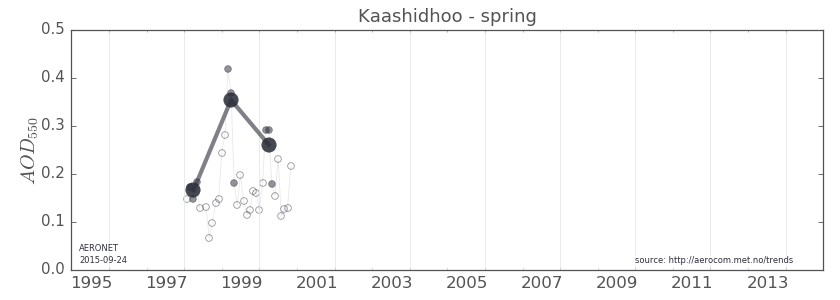 Kaashidhoo - spring
0.5
0.4
0.3
0.2
0.1
0.0
AOD550
AERONET
2015-09-24
source: http://aerocom.met.no/trends
1995 1997 1999 2001 2003 2005 2007 2009 2011 2013